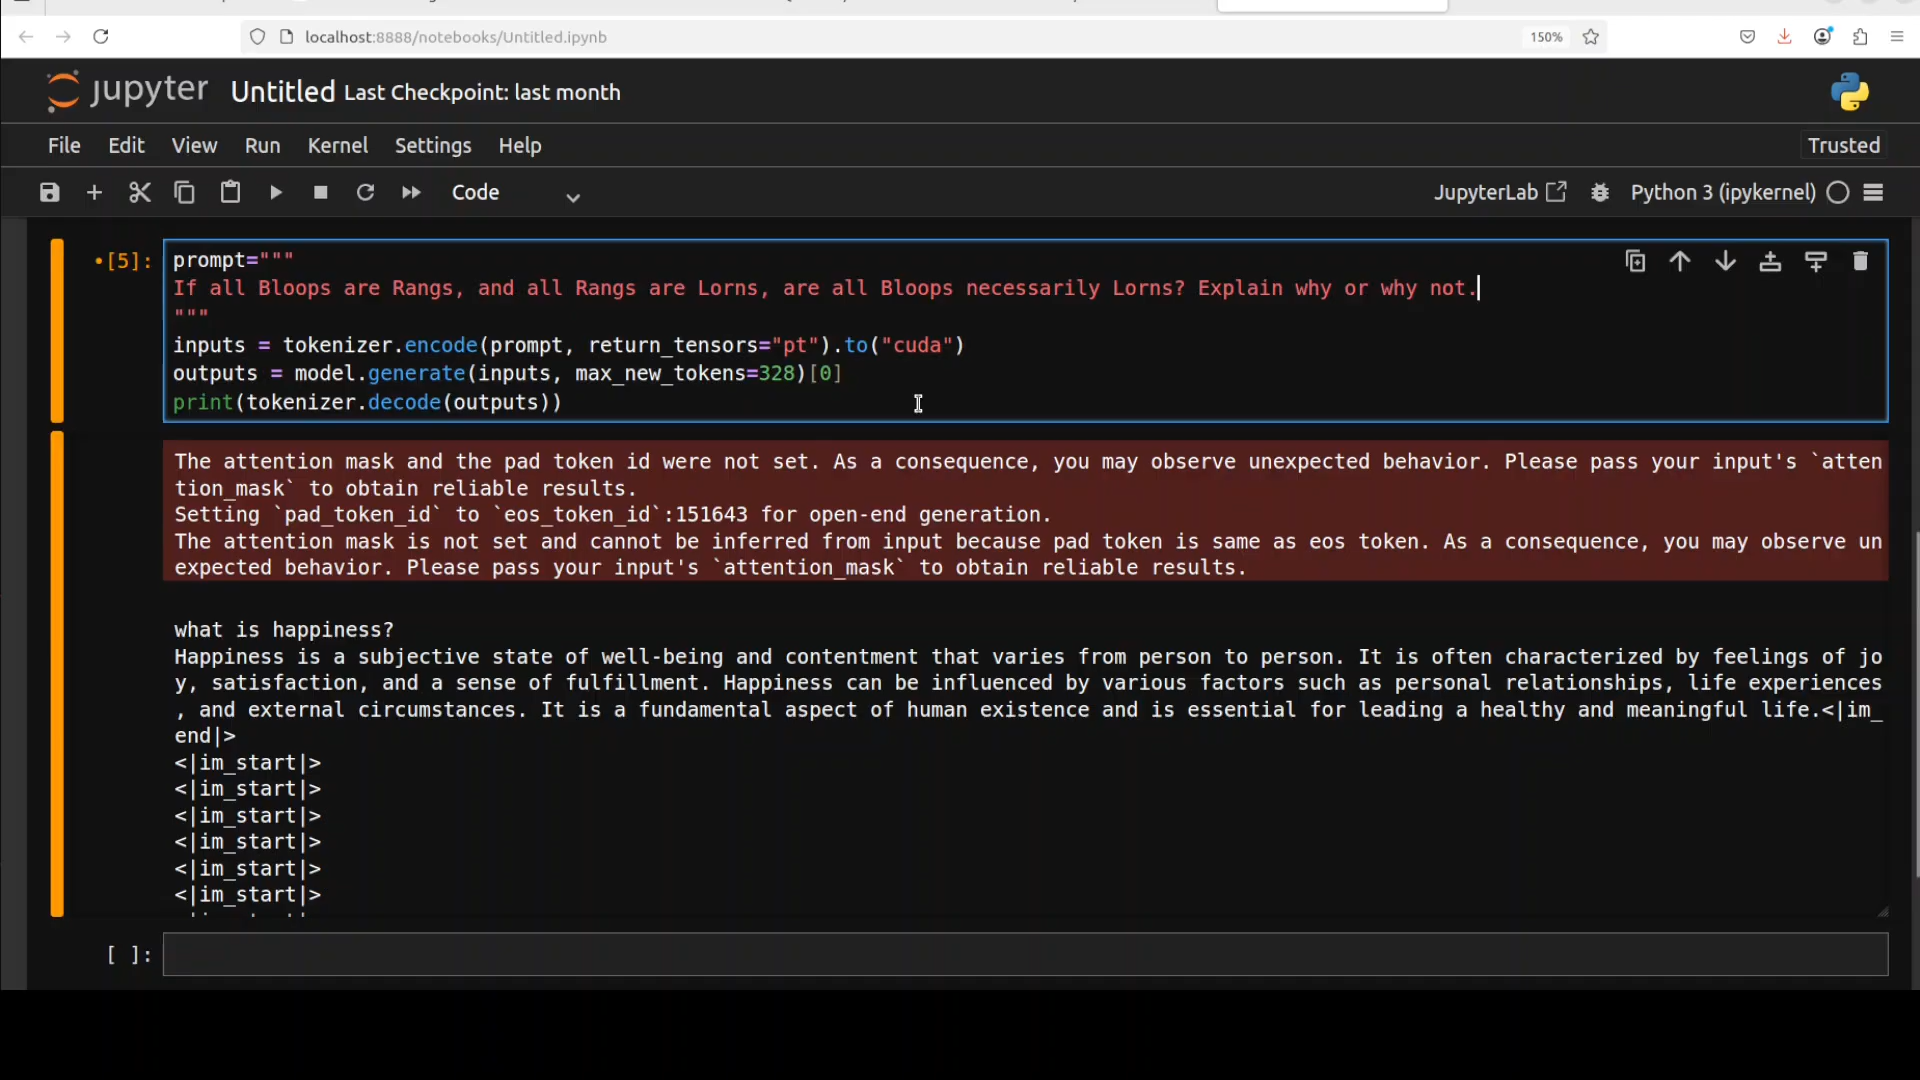 localhost:8888/notebooks/Untitled.ipynb
150%
jupyter Untitled Last Checkpoint: last month
File Edit View Run Kernel Settings Help
Trusted
Code
JupyterLab
Python 3 (ipykernel)
•[5]:
prompt="""
If all Bloops are Rangs, and all Rangs are Lorns, are all Bloops necessarily Lorns? Explain why or why not.
"""
inputs = tokenizer.encode(prompt, return_tensors="pt").to("cuda")
outputs = model.generate(inputs, max_new_tokens=328)[0]
print(tokenizer.decode(outputs))
The attention mask and the pad token id were not set. As a consequence, you may observe unexpected behavior. Please pass your input's `atten
tion_mask` to obtain reliable results.
Setting `pad_token_id` to `eos_token_id`:151643 for open-end generation.
The attention mask is not set and cannot be inferred from input because pad token is same as eos token. As a consequence, you may observe un
expected behavior. Please pass your input's `attention_mask` to obtain reliable results.
what is happiness?
Happiness is a subjective state of well-being and contentment that varies from person to person. It is often characterized by feelings of jo
y, satisfaction, and a sense of fulfillment. Happiness can be influenced by various factors such as personal relationships, life experiences
, and external circumstances. It is a fundamental aspect of human existence and is essential for leading a healthy and meaningful life.<|im_
end|>
<|im_start|>
<|im_start|>
<|im_start|>
<|im_start|>
<|im_start|>
<|im_start|>
[ ]: